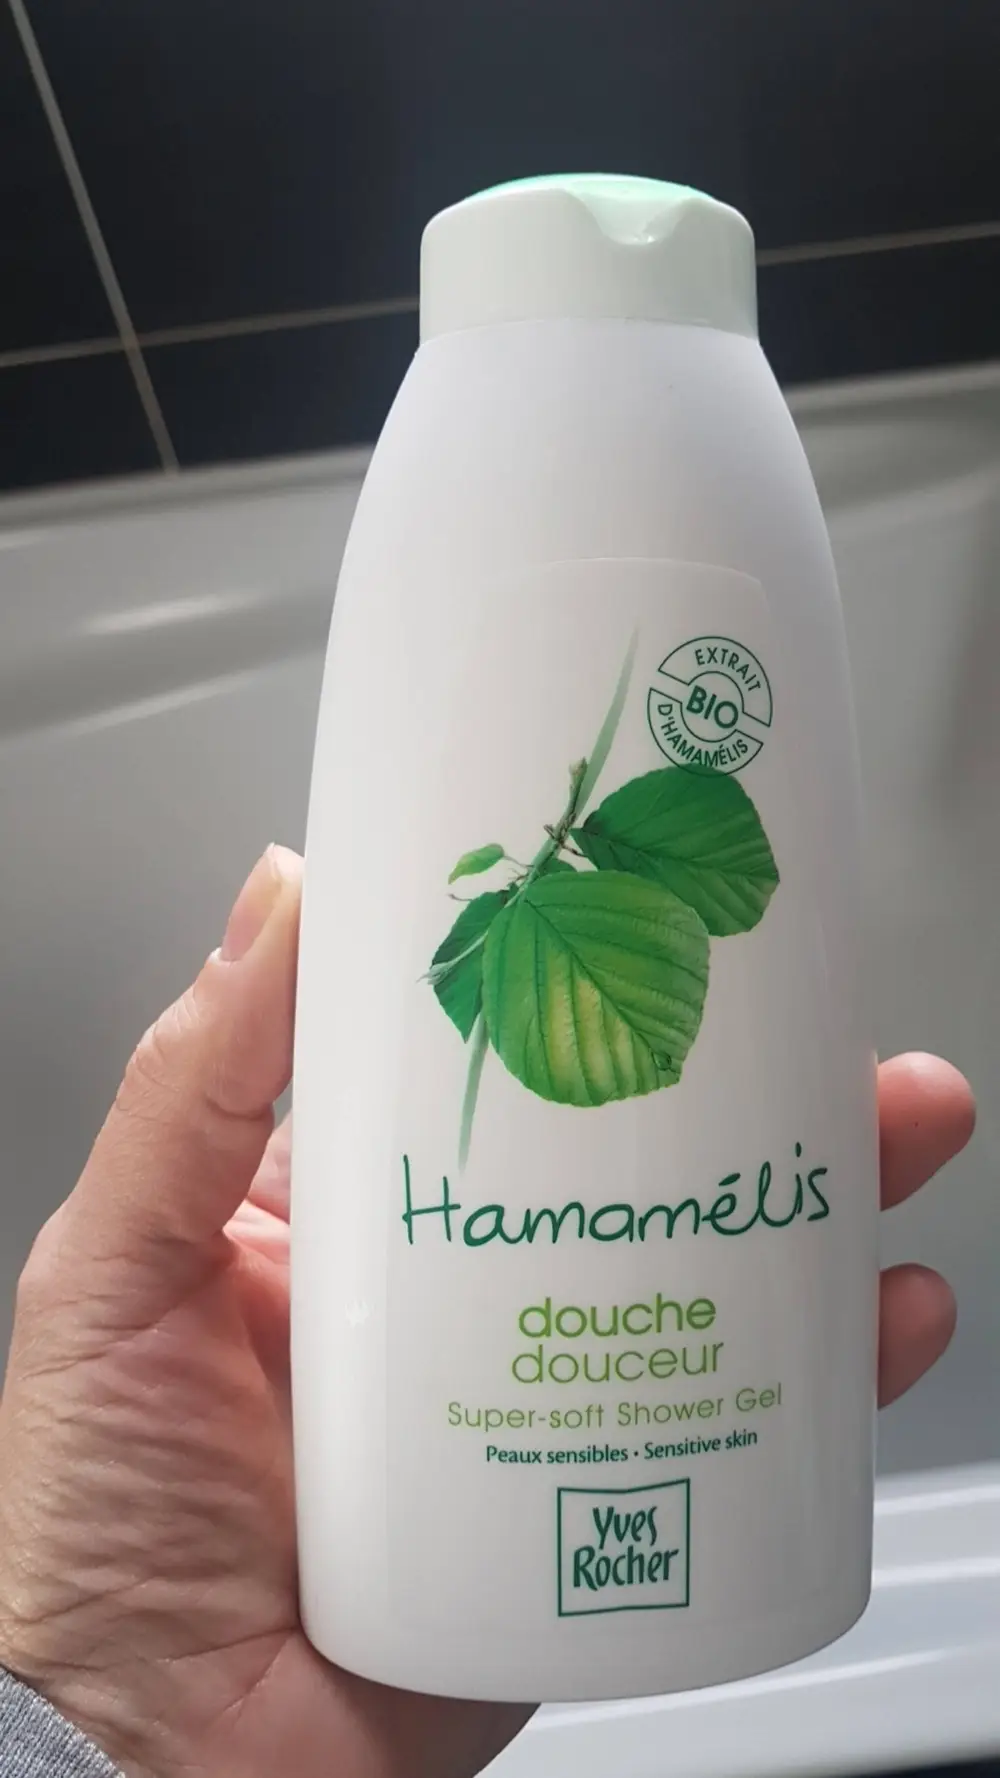 EXTRAIT
BIO
D'HAMAMÉLIS
Hamamélis
douche
douceur
Super-soft Shower Gel
Peaux sensibles • Sensitive skin
Yves
Rocher